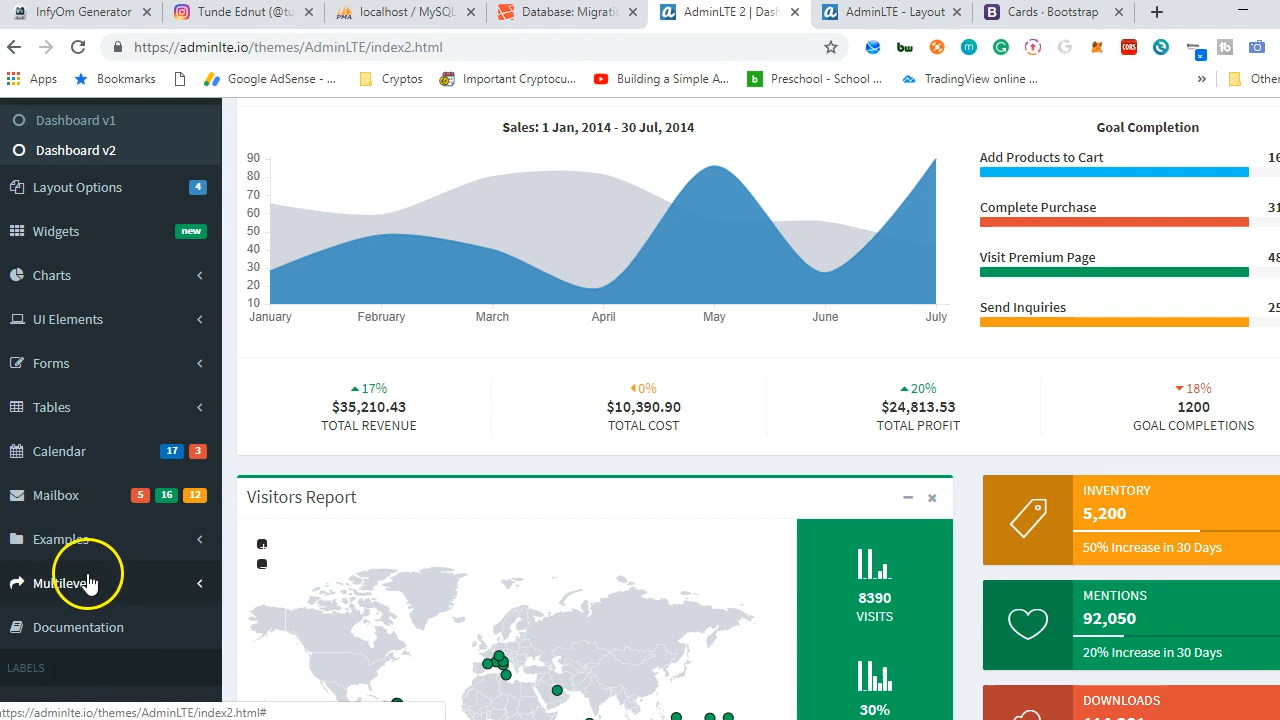 InfyOm Generator
Tunde Ednut (@tu
localhost / MySQL
Database: Migrati
AdminLTE 2 | Dash
AdminLTE - Layout
Cards · Bootstrap
https://adminlte.io/themes/AdminLTE/index2.html
Apps
Bookmarks
Google AdSense - ...
Cryptos
Important Cryptocu...
Building a Simple A...
Preschool - School ...
TradingView online ...
»
Other
Dashboard v1
Dashboard v2
Layout Options 4
Widgets new
Charts
UI Elements
Forms
Tables
Calendar 17 3
Mailbox 5 16 12
Examples
Multilevel
Documentation
LABELS
https://adminlte.io/themes/AdminLTE/index2.html#
Sales: 1 Jan, 2014 - 30 Jul, 2014
90
80
70
60
50
40
30
20
10
January February March April May June July
Goal Completion
Add Products to Cart 16
Complete Purchase 31
Visit Premium Page 48
Send Inquiries 25
17%
$35,210.43
TOTAL REVENUE
0%
$10,390.90
TOTAL COST
20%
$24,813.53
TOTAL PROFIT
18%
1200
GOAL COMPLETIONS
Visitors Report
8390
VISITS
30%
INVENTORY
5,200
50% Increase in 30 Days
MENTIONS
92,050
20% Increase in 30 Days
DOWNLOADS